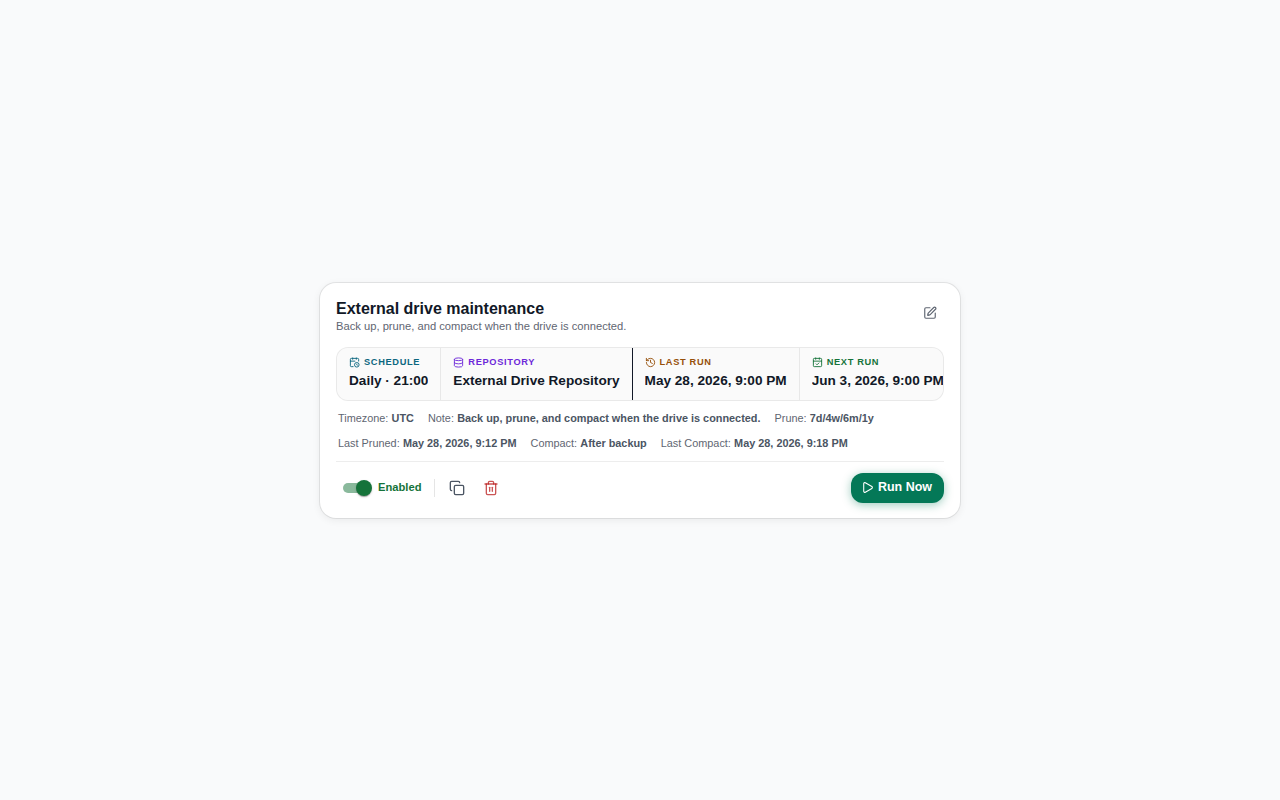 External drive maintenance
Back up, prune, and compact when the drive is connected.
SCHEDULE REPOSITORY LAST RUN NEXT RUN
Daily · 21:00 External Drive Repository May 28, 2026, 9:00 PM Jun 3, 2026, 9:00 PM
Timezone: UTC Note: Back up, prune, and compact when the drive is connected. Prune: 7d/4w/6m/1y
Last Pruned: May 28, 2026, 9:12 PM Compact: After backup Last Compact: May 28, 2026, 9:18 PM
Enabled Run Now